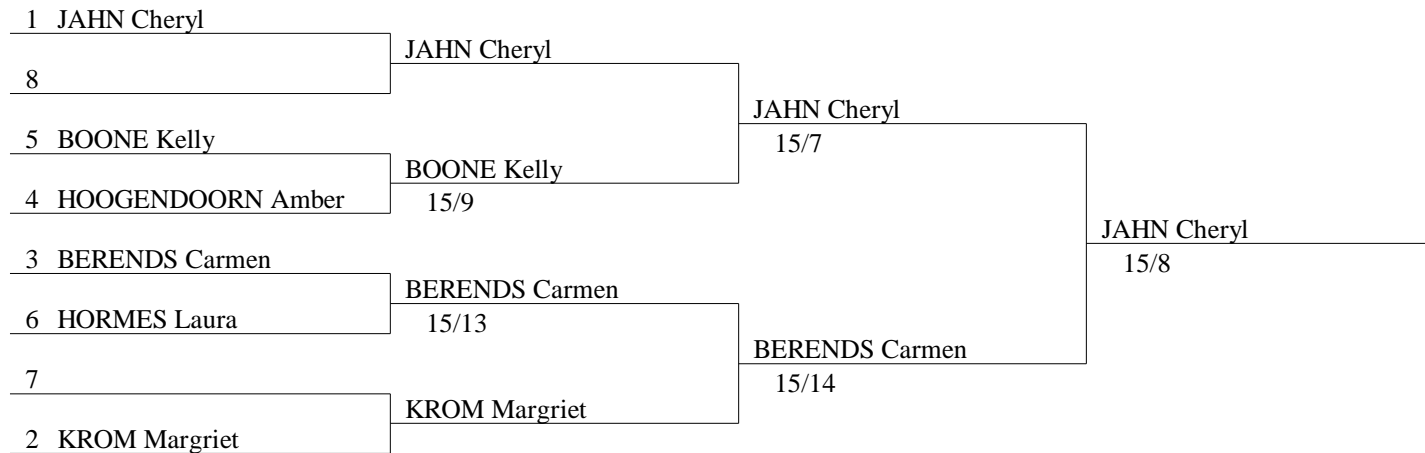 1 JAHN Cheryl
JAHN Cheryl
8
JAHN Cheryl
15/7
5 BOONE Kelly
BOONE Kelly
15/9
4 HOOGENDOORN Amber
JAHN Cheryl
15/8
3 BERENDS Carmen
BERENDS Carmen
15/13
6 HORMES Laura
BERENDS Carmen
15/14
7
KROM Margriet
2 KROM Margriet